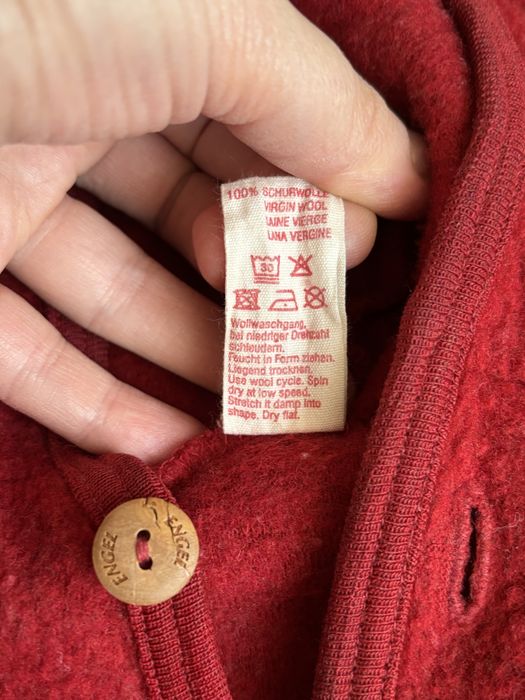 100% SCHURWOLLE
VIRGIN WOOL
LAINE VIERGE
LANA VERGINE
30
Wollwaschgang,
bei niedriger Drehzahl
schleudern.
Feucht in Form ziehen.
Liegend trocknen.
Use wool cycle. Spin
dry at low speed.
Stretch it damp into
shape. Dry flat.
ENGEL
ENGEL